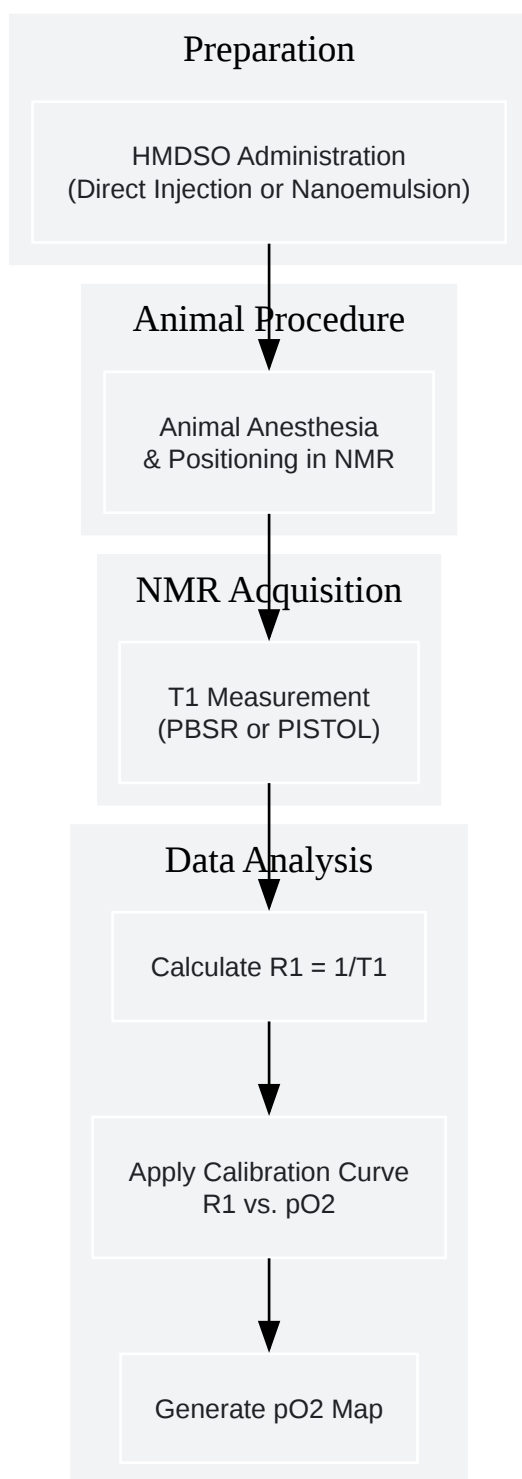 Preparation
HMDSO Administration
(Direct Injection or Nanoemulsion)
Animal Procedure
Animal Anesthesia
& Positioning in NMR
NMR Acquisition
T1 Measurement
(PBSR or PISTOL)
Data Analysis
Calculate R1 = 1/T1
Apply Calibration Curve
R1 vs. pO2
Generate pO2 Map